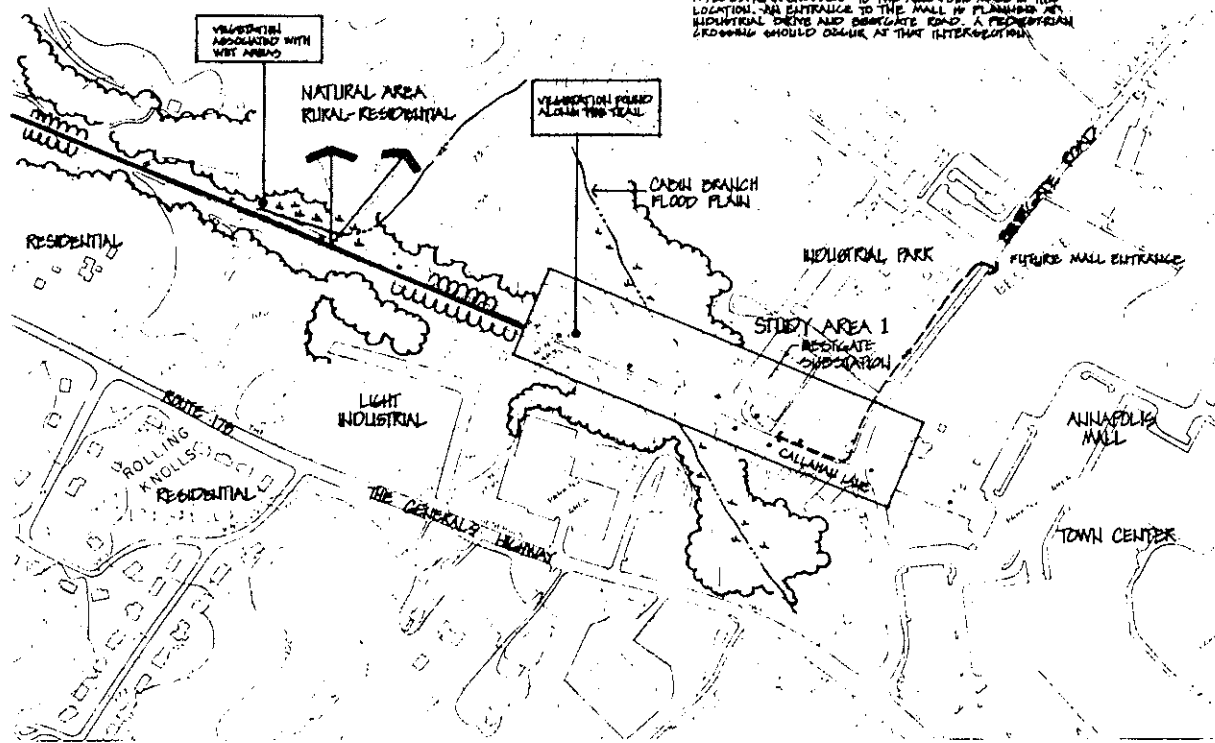 LOCATION. AN ENTRANCE TO THE MALL IS PLANNED AT
INDUSTRIAL DRIVE AND BESTGATE ROAD. A PEDESTRIAN
CROSSING SHOULD OCCUR AT THAT INTERSECTION.
VEGETATION
ASSOCIATED WITH
WET AREAS
NATURAL AREA
RURAL-RESIDENTIAL
VEGETATION FOUND
ALONG THE TRAIL
CABIN BRANCH
FLOOD PLAIN
BESTGATE ROAD
RESIDENTIAL
INDUSTRIAL PARK
FUTURE MALL ENTRANCE
STUDY AREA 1
BESTGATE
SUBSTATION
LIGHT
INDUSTRIAL
ROUTE 178
ANNAPOLIS
MALL
ROLLING
KNOLLS
RESIDENTIAL
CALLAHAN LANE
THE GENERALS HIGHWAY
TOWN CENTER